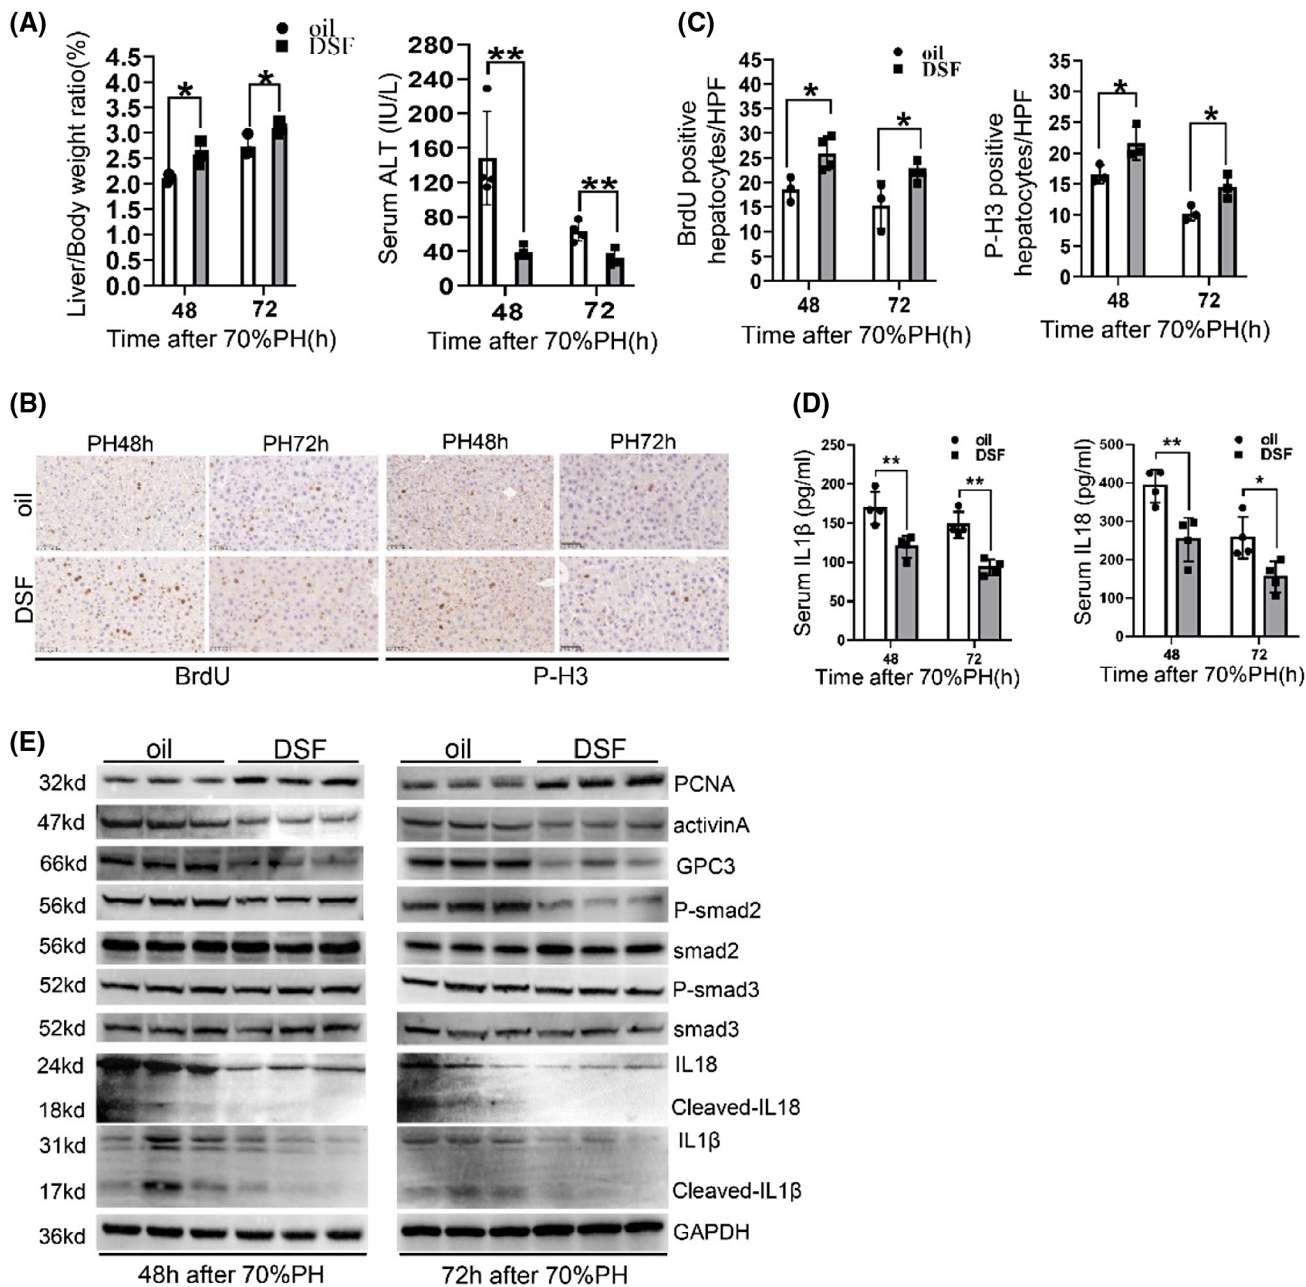 (A)
oil
DSF
Liver/Body weight ratio(%)
4.5
4.0
3.5
3.0
2.5
2.0
1.5
1.0
0.5
0.0
*
*
48
72
Time after 70%PH(h)
Serum ALT (IU/L)
280
240
200
160
120
80
40
0
**
**
48
72
Time after 70%PH(h)
(C)
oil
DSF
BrdU positive
hepatocytes/HPF
45
40
35
30
25
20
15
10
5
0
*
*
48
72
Time after 70%PH(h)
P-H3 positive
hepatocytes/HPF
35
30
25
20
15
10
5
0
*
*
48
72
Time after 70%PH(h)
(B)
PH48h
PH72h
PH48h
PH72h
oil
DSF
BrdU
P-H3
(D)
oil
DSF
Serum IL1β (pg/ml)
250
200
150
100
50
0
**
**
48
72
Time after 70%PH(h)
oil
DSF
Serum IL18 (pg/ml)
500
400
300
200
100
0
**
*
48
72
Time after 70%PH(h)
(E)
oil
DSF
oil
DSF
32kd
PCNA
47kd
activinA
66kd
GPC3
56kd
P-smad2
56kd
smad2
52kd
P-smad3
52kd
smad3
24kd
IL18
18kd
Cleaved-IL18
31kd
IL1β
17kd
Cleaved-IL1β
36kd
GAPDH
48h after 70%PH
72h after 70%PH